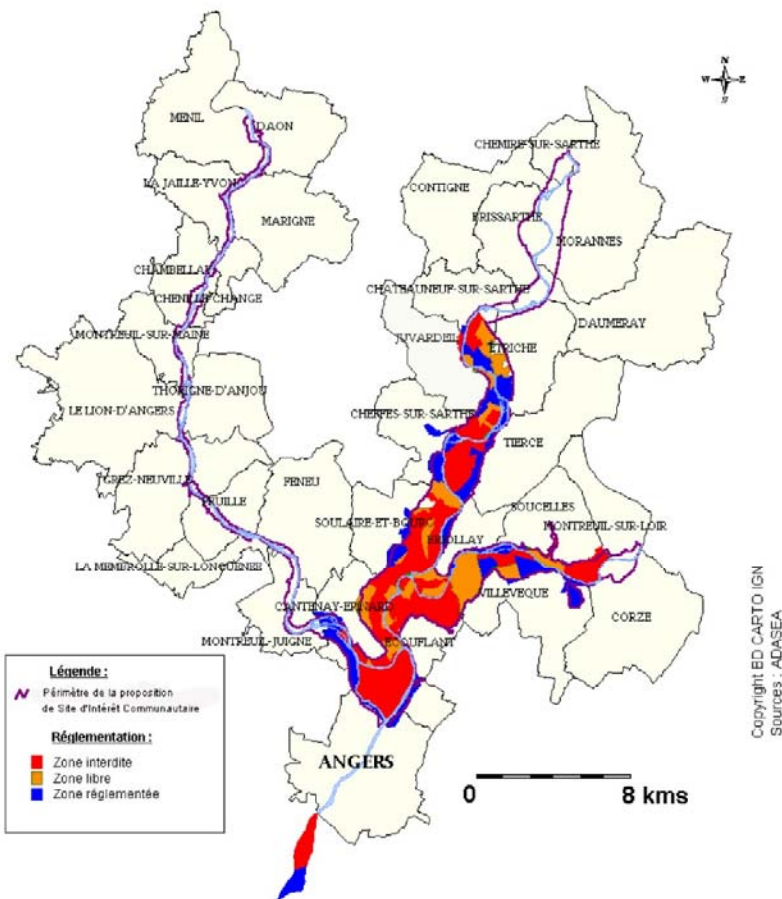 N
W E
S
MENIL
DAON
CHEMIRE-SUR-SARTHE
LA JAILLE-YVON
CONTIGNE
MARIGNE
BRISSARTHE
MORANNES
CHAMBELLAY
CHATEAUNEUF-SUR-SARTHE
CHENILLE-CHANGE
MONTREUIL-SUR-MAINE
JUVARDEIL
DAUMERAY
ETRICHE
THORIGNE-D'ANJOU
LE LION-D'ANGERS
CHEFFES-SUR-SARTHE
TIERCE
GREZ-NEUVILLE
FENEU
PRUILLE
SOUCELLES
SOULAIRE-ET-BOURG
MONTREUIL-SUR-LOIR
BRIOLLAY
LA MEMBROLLE-SUR-LONGUENEE
VILLEVEQUE
CANTENAY-EPINARD
CORZE
MONTREUIL-JUIGNE
ECOUFLANT
ANGERS
0 8 kms
Légende :
Périmètre de la proposition
de Site d'Intérêt Communautaire
Réglementation :
Zone interdite
Zone libre
Zone réglementée
Copyright BD CARTO IGN
Sources : ADASEA